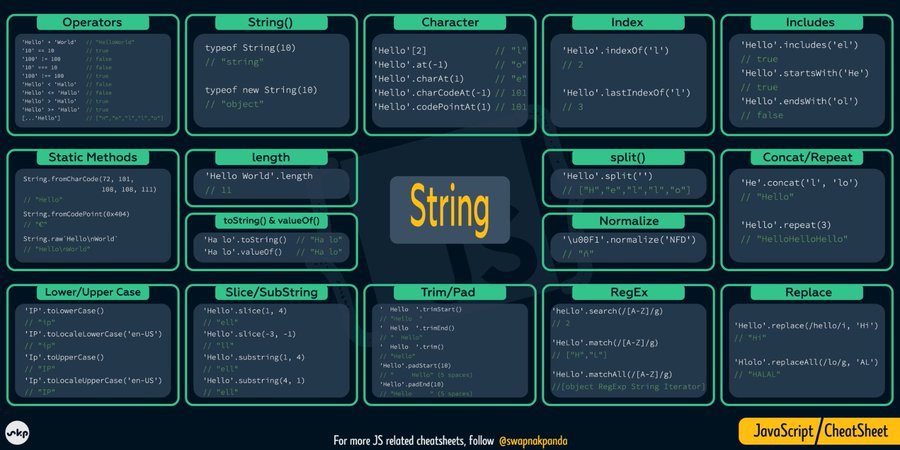 Operators
'Hello' + 'World' // "HelloWorld"
'10' == 10 // true
'100' != 100 // false
'10' === 10 // false
'100' !== 100 // true
'Hello' < 'Hallo' // false
'Hello' <= 'Hallo' // false
'Hello' > 'Hallo' // true
'Hello' >= 'Hallo' // true
[...'Hello'] // ["H","e","l","l","o"]
String()
typeof String(10)
// "string"
typeof new String(10)
// "object"
Character
'Hello'[2] // "l"
'Hello'.at(-1) // "o"
'Hello'.charAt(1) // "e"
'Hello'.charCodeAt(-1) // 101
'Hello'.codePointAt(1) // 101
Index
'Hello'.indexOf('l')
// 2
'Hello'.lastIndexOf('l')
// 3
Includes
'Hello'.includes('el')
// true
'Hello'.startsWith('He')
// true
'Hello'.endsWith('ol')
// false
Static Methods
String.fromCharCode(72, 101,
108, 108, 111)
// "Hello"
String.fromCodePoint(0x404)
String.raw`Hello\nWorld`
// "Hello\nWorld"
length
'Hello World'.length
// 11
toString() & valueOf()
'Ha lo'.toString() // "Ha lo"
'Ha lo'.valueOf() // "Ha lo"
String
JS
split()
'Hello'.split('')
// ["H","e","l","l","o"]
Normalize
'\u00F1'.normalize('NFD')
// "ñ"
Concat/Repeat
'He'.concat('l', 'lo')
// "Hello"
'Hello'.repeat(3)
// "HelloHelloHello"
Lower/Upper Case
'IP'.toLowerCase()
// "ip"
'IP'.toLocaleLowerCase('en-US')
// "ip"
'Ip'.toUpperCase()
// "IP"
'Ip'.toLocaleUpperCase('en-US')
// "IP"
Slice/SubString
'Hello'.slice(1, 4)
// "ell"
'Hello'.slice(-3, -1)
// "ll"
'Hello'.substring(1, 4)
// "ell"
'Hello'.substring(4, 1)
// "ell"
Trim/Pad
'  Hello  '.trimStart()
// "Hello  "
'  Hello  '.trimEnd()
// "  Hello"
'  Hello  '.trim()
// "Hello"
'Hello'.padStart(10)
// "     Hello" (5 spaces)
'Hello'.padEnd(10)
// "Hello     " (5 spaces)
RegEx
'heLlo'.search(/[A-Z]/g)
// 2
'HeLlo'.match(/[A-Z]/g)
// ["H","L"]
'HeLlo'.matchAll(/[A-Z]/g)
//[object RegExp String Iterator]
Replace
'Hello'.replace(/hello/i, 'Hi')
// "Hi"
'Hlolo'.replaceAll(/lo/g, 'AL')
// "HALAL"
skp
For more JS related cheatsheets, follow @swapnakpanda
JavaScript/CheatSheet